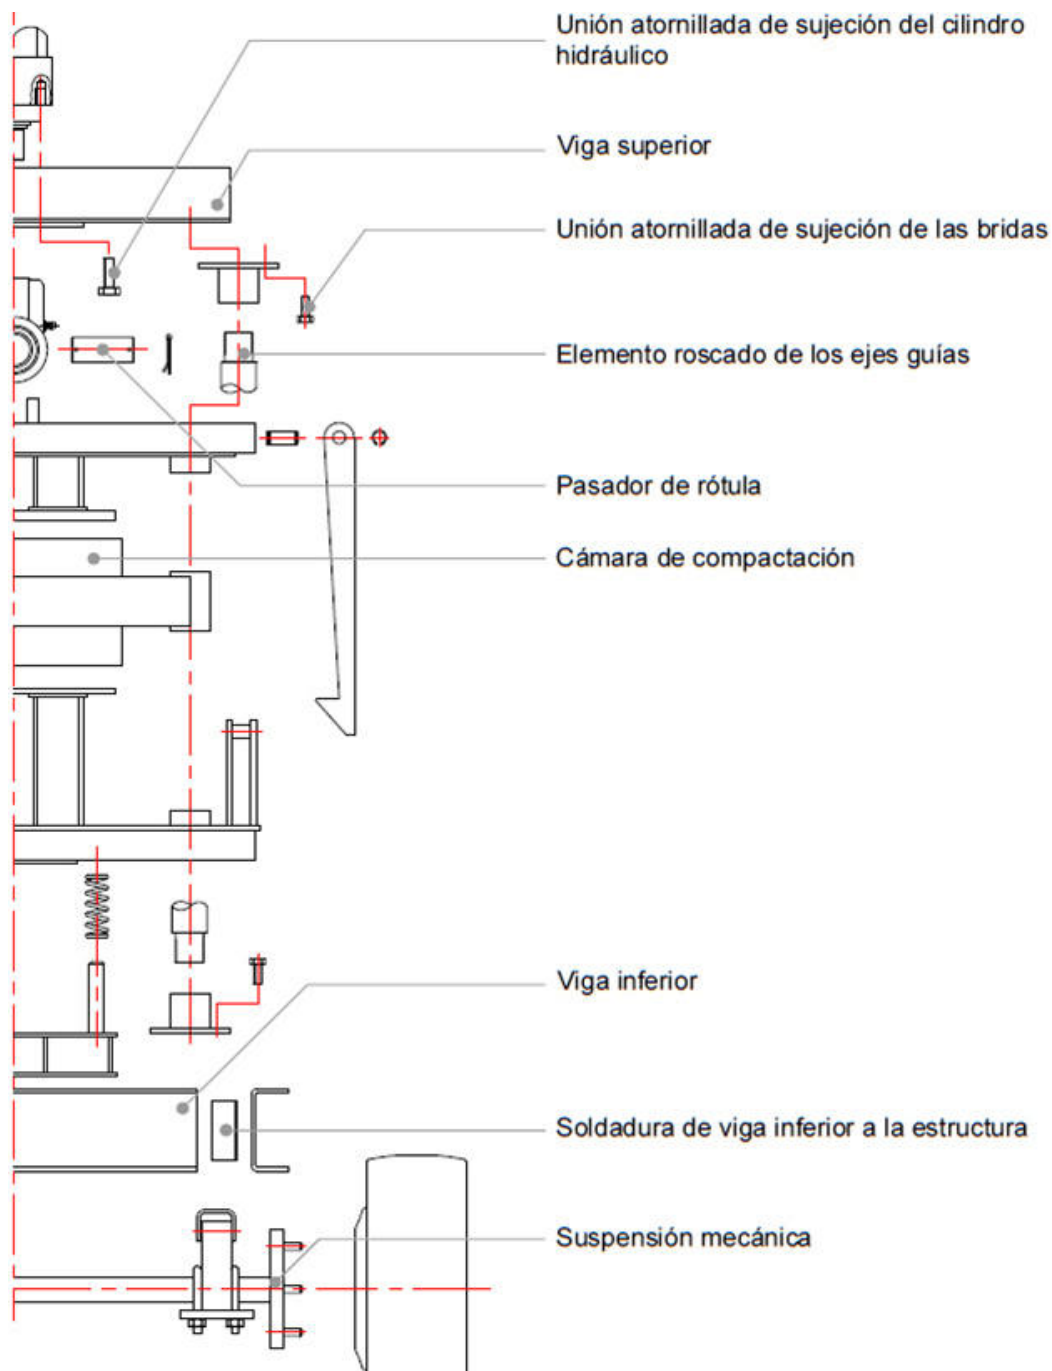 Unión atornillada de sujeción del cilindro
hidráulico
Viga superior
Unión atornillada de sujeción de las bridas
Elemento roscado de los ejes guías
Pasador de rótula
Cámara de compactación
Viga inferior
Soldadura de viga inferior a la estructura
Suspensión mecánica